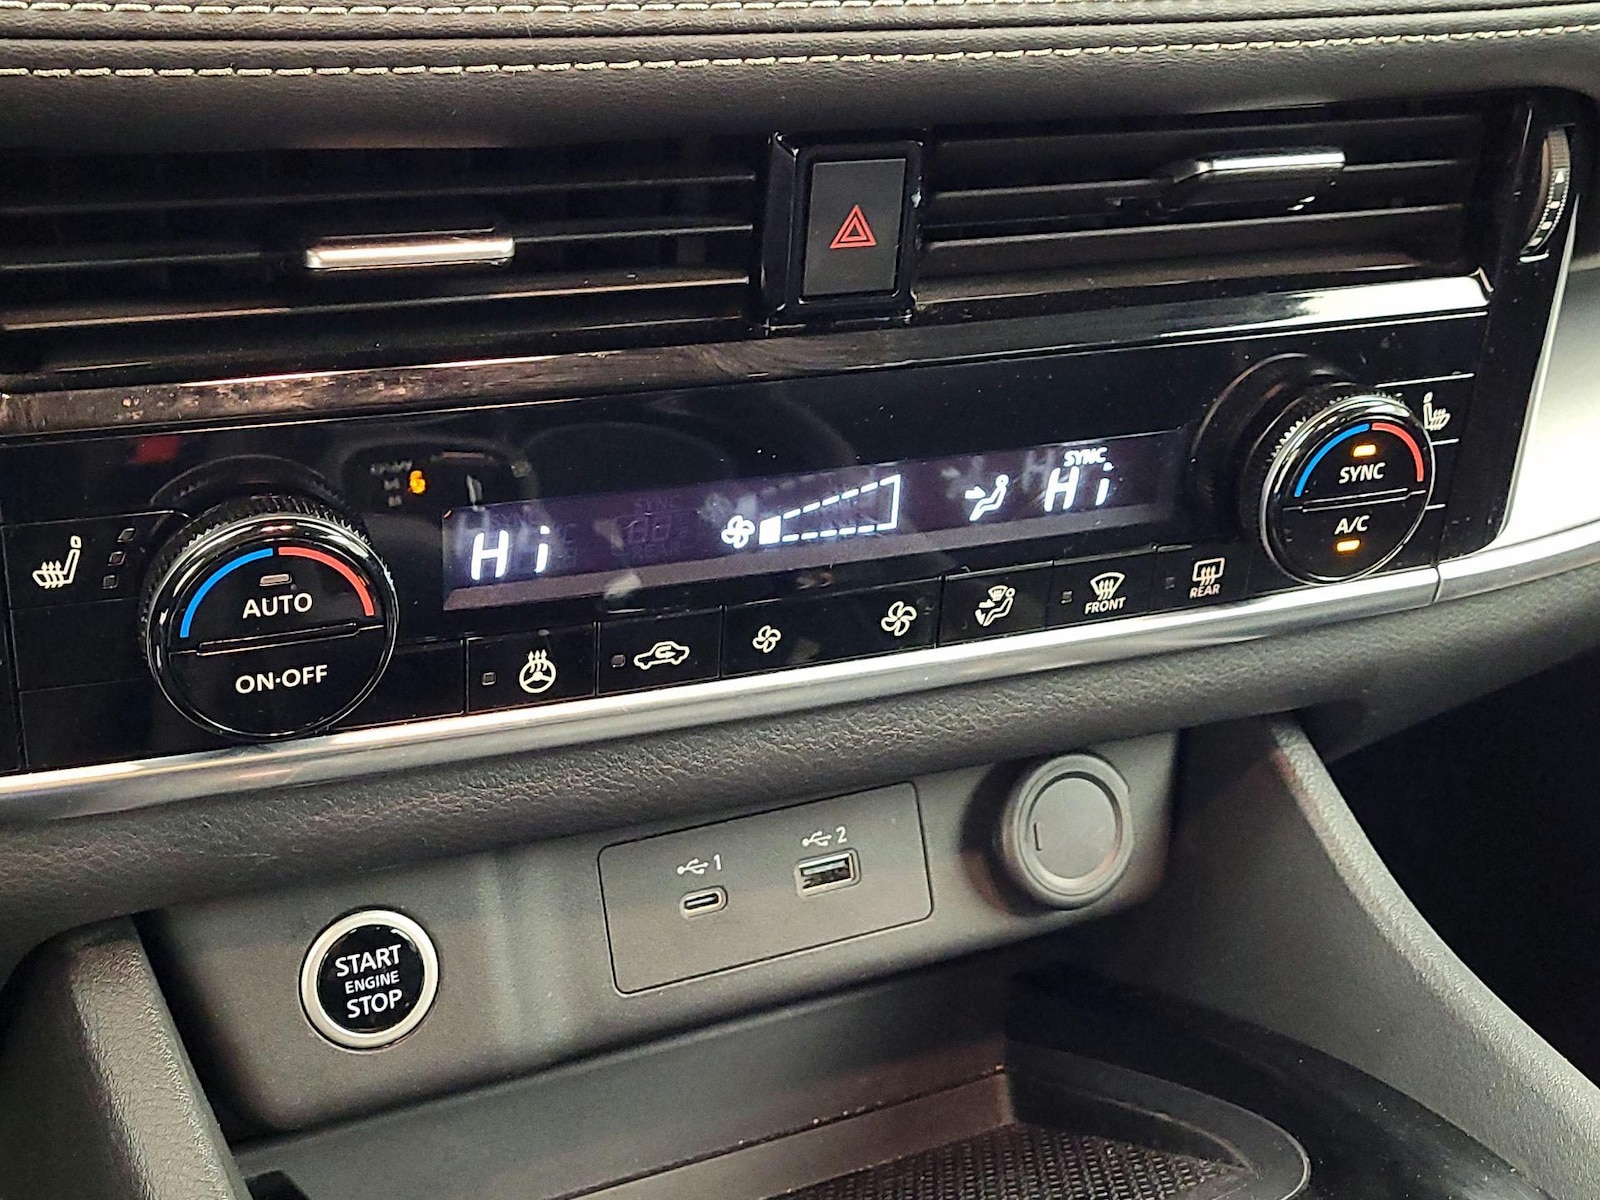 SYNC
Hi
Hi
SYNC
A/C
AUTO
ON·OFF
FRONT
REAR
1
2
START
ENGINE
STOP